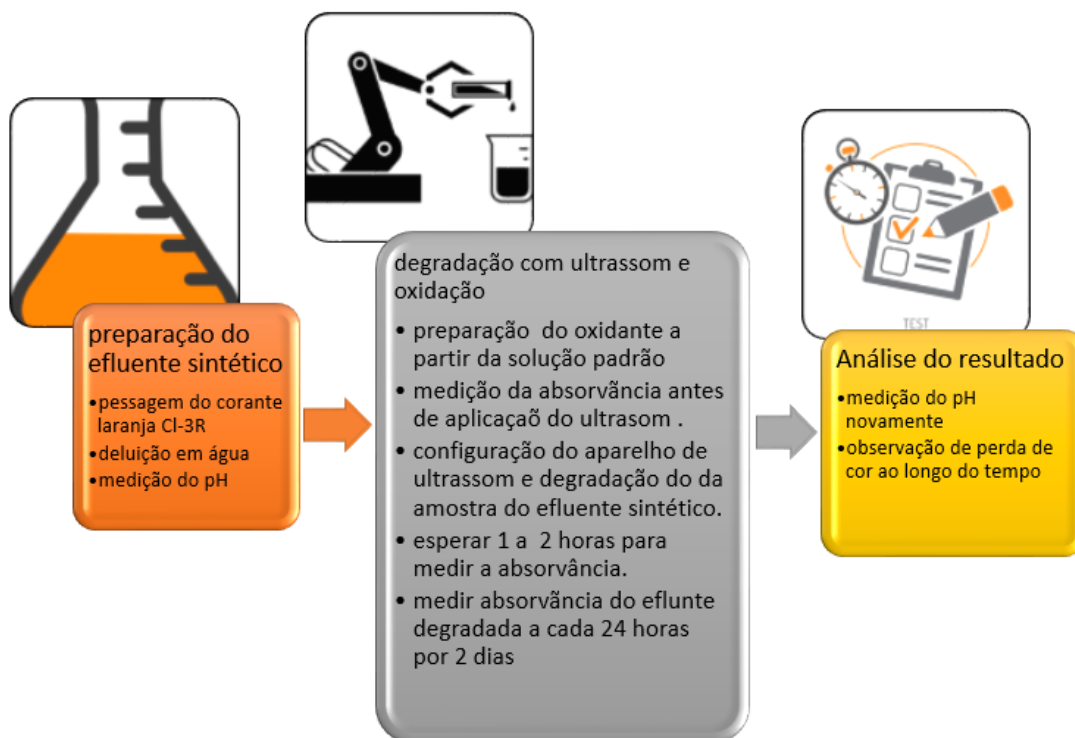 preparação do
efluente sintético
•pessagem do corante
laranja Cl-3R
•deluição em água
•medição do pH
degradação com ultrassom e
oxidação
• preparação do oxidante a
partir da solução padrão
• medição da absorvãncia antes
de aplicaçaõ do ultrasom .
• configuração do aparelho de
ultrassom e degradação do da
amostra do efluente sintético.
• esperar 1 a 2 horas para
medir a absorvância.
• medir absorvãncia do eflunte
degradada a cada 24 horas
por 2 dias
TEST
Análise do resultado
•medição do pH
novamente
•observação de perda de
cor ao longo do tempo